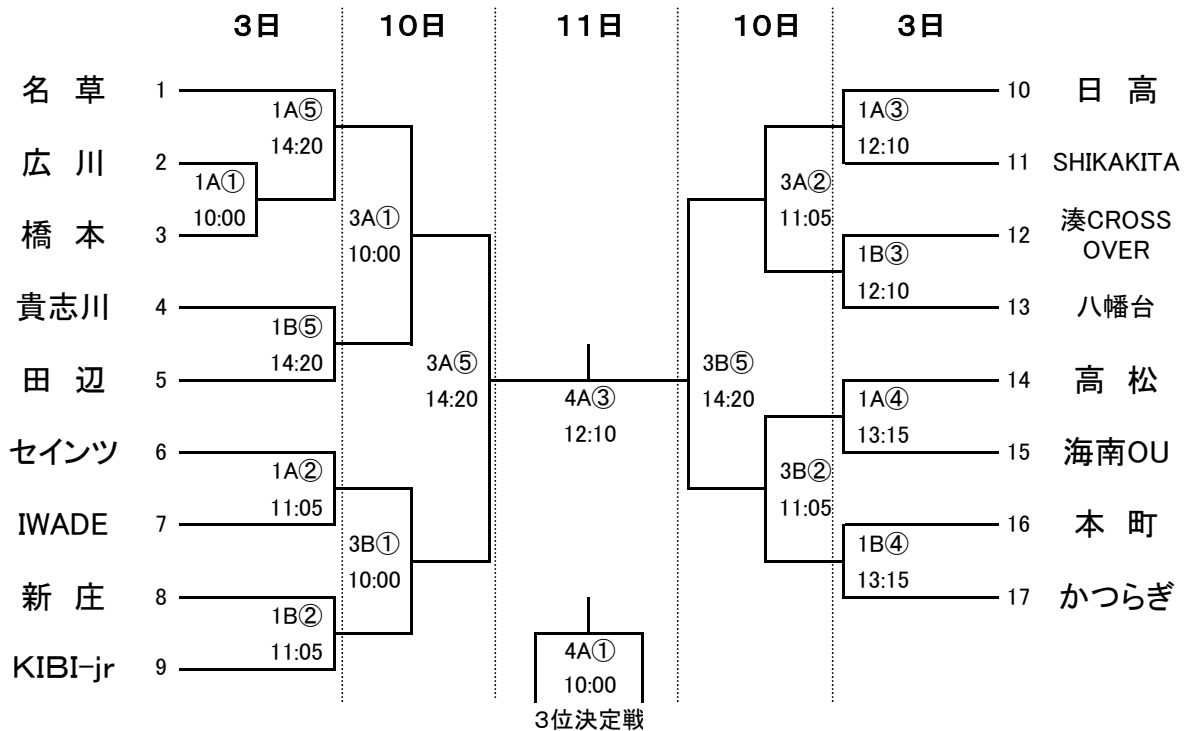 3日 10日 11日 10日 3日
名 草 1
1A⑤
14:20
広 川 2
1A①
10:00
橋 本 3
3A①
10:00
貴志川 4
1B⑤
14:20
田 辺 5
3A⑤
14:20
セインツ 6
1A②
11:05
IWADE 7
3B①
10:00
新 庄 8
1B②
11:05
KIBI-jr 9
4A③
12:10
4A①
10:00
3位決定戦
10 日 高
1A③
12:10
11 SHIKAKITA
3A②
11:05
12 湊CROSS
OVER
1B③
12:10
13 八幡台
3B⑤
14:20
14 高 松
1A④
13:15
15 海南OU
3B②
11:05
16 本 町
1B④
13:15
17 かつらぎ